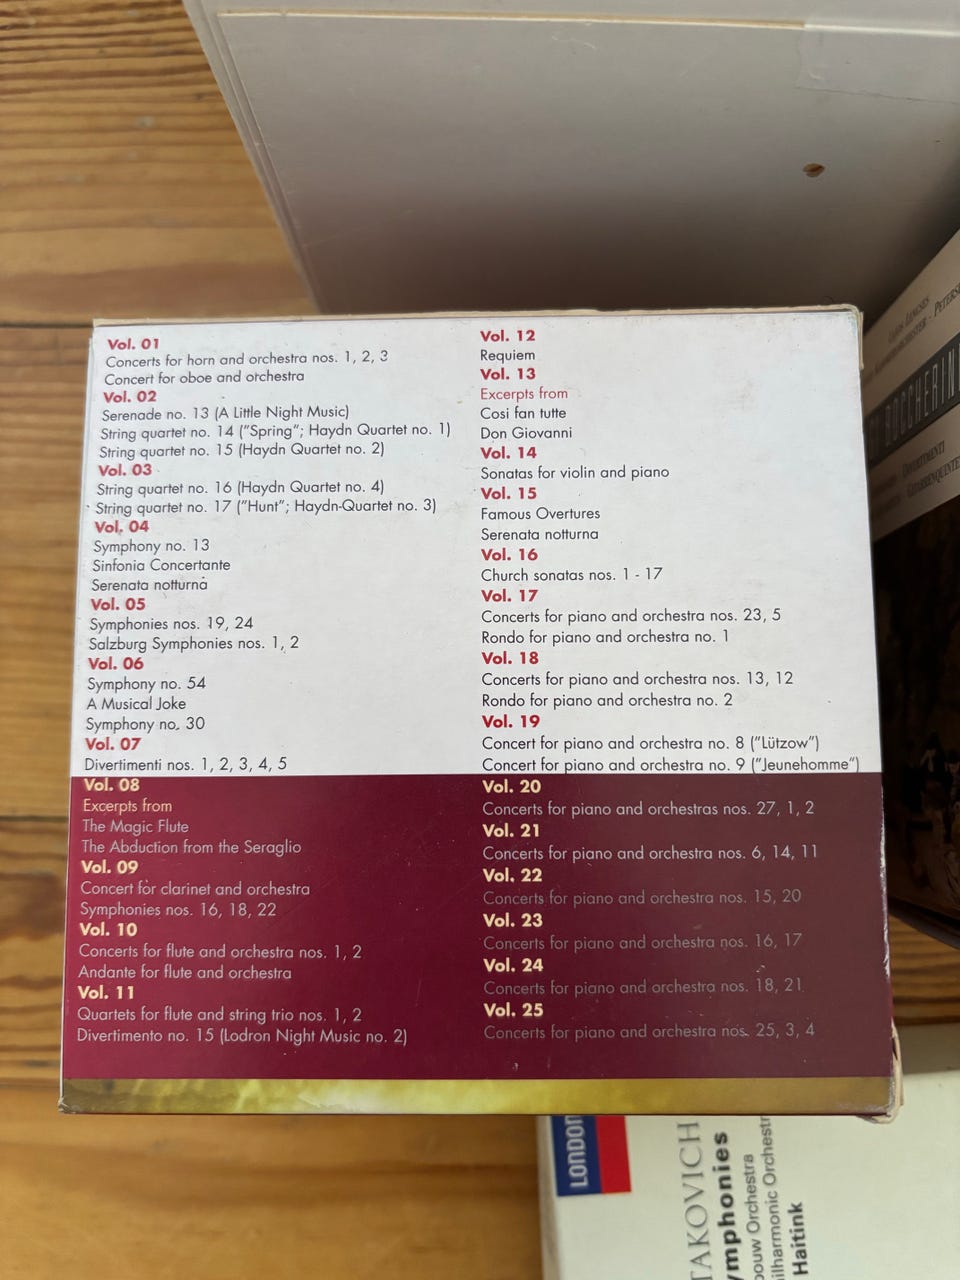 Vol. 01
Concerts for horn and orchestra nos. 1, 2, 3
Concert for oboe and orchestra
Vol. 02
Serenade no. 13 (A Little Night Music)
String quartet no. 14 ("Spring"; Haydn Quartet no. 1)
String quartet no. 15 (Haydn Quartet no. 2)
Vol. 03
String quartet no. 16 (Haydn Quartet no. 4)
String quartet no. 17 ("Hunt"; Haydn-Quartet no. 3)
Vol. 04
Symphony no. 13
Sinfonia Concertante
Serenata notturna
Vol. 05
Symphonies nos. 19, 24
Salzburg Symphonies nos. 1, 2
Vol. 06
Symphony no. 54
A Musical Joke
Symphony no. 30
Vol. 07
Divertimenti nos. 1, 2, 3, 4, 5
Vol. 08
Excerpts from
The Magic Flute
The Abduction from the Seraglio
Vol. 09
Concert for clarinet and orchestra
Symphonies nos. 16, 18, 22
Vol. 10
Concerts for flute and orchestra nos. 1, 2
Andante for flute and orchestra
Vol. 11
Quartets for flute and string trio nos. 1, 2
Divertimento no. 15 (Lodron Night Music no. 2)
Vol. 12
Requiem
Vol. 13
Excerpts from
Cosi fan tutte
Don Giovanni
Vol. 14
Sonatas for violin and piano
Vol. 15
Famous Overtures
Serenata notturna
Vol. 16
Church sonatas nos. 1 - 17
Vol. 17
Concerts for piano and orchestra nos. 23, 5
Rondo for piano and orchestra no. 1
Vol. 18
Concerts for piano and orchestra nos. 13, 12
Rondo for piano and orchestra no. 2
Vol. 19
Concert for piano and orchestra no. 8 ("Lützow")
Concert for piano and orchestra no. 9 ("Jeunehomme")
Vol. 20
Concerts for piano and orchestras nos. 27, 1, 2
Vol. 21
Concerts for piano and orchestra nos. 6, 14, 11
Vol. 22
Concerts for piano and orchestra nos. 15, 20
Vol. 23
Concerts for piano and orchestra nos. 16, 17
Vol. 24
Concerts for piano and orchestra nos. 18, 21
Vol. 25
Concerts for piano and orchestra nos. 25, 3, 4
BOCCHERIN
DIVERTIMENTI
LONDON
TAKOVICH
ymphonies
bouw Orchestra
ilharmonic Orchestr
Haitink